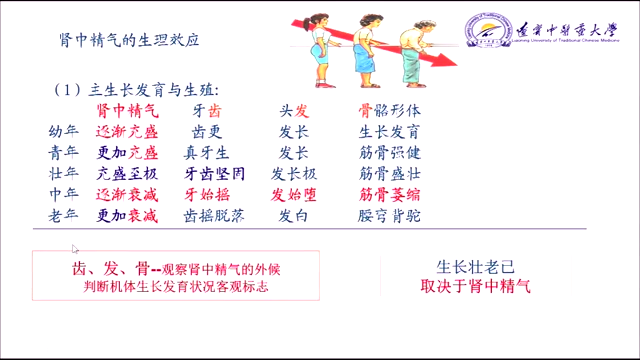 肾中精气的生理效应
遼寧中醫藥大學
Liaoning University of Traditional Chinese Medicine
（1）主生长发育与生殖:
肾中精气 牙齿 头发 骨骼形体
幼年 逐渐充盛 齿更 发长 生长发育
青年 更加充盛 真牙生 发长 筋骨强健
壮年 充盛至极 牙齿坚固 发长极 筋骨盛壮
中年 逐渐衰减 牙始摇 发始堕 筋骨萎缩
老年 更加衰减 齿摇脱落 发白 腰弯背驼
齿、发、骨--观察肾中精气的外候
判断机体生长发育状况客观标志
生长壮老已
取决于肾中精气